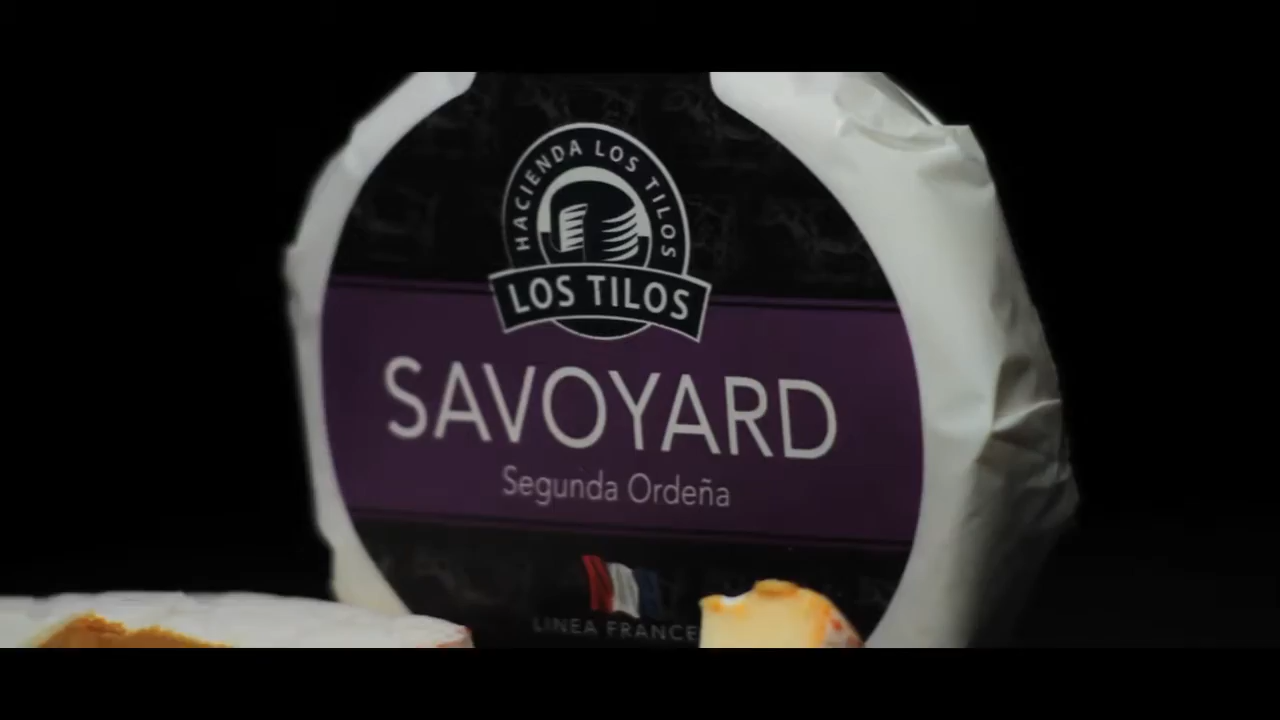 HACIENDA LOS TILOS
LOS TILOS
SAVOYARD
Segunda Ordeña
LINEA FRANCE